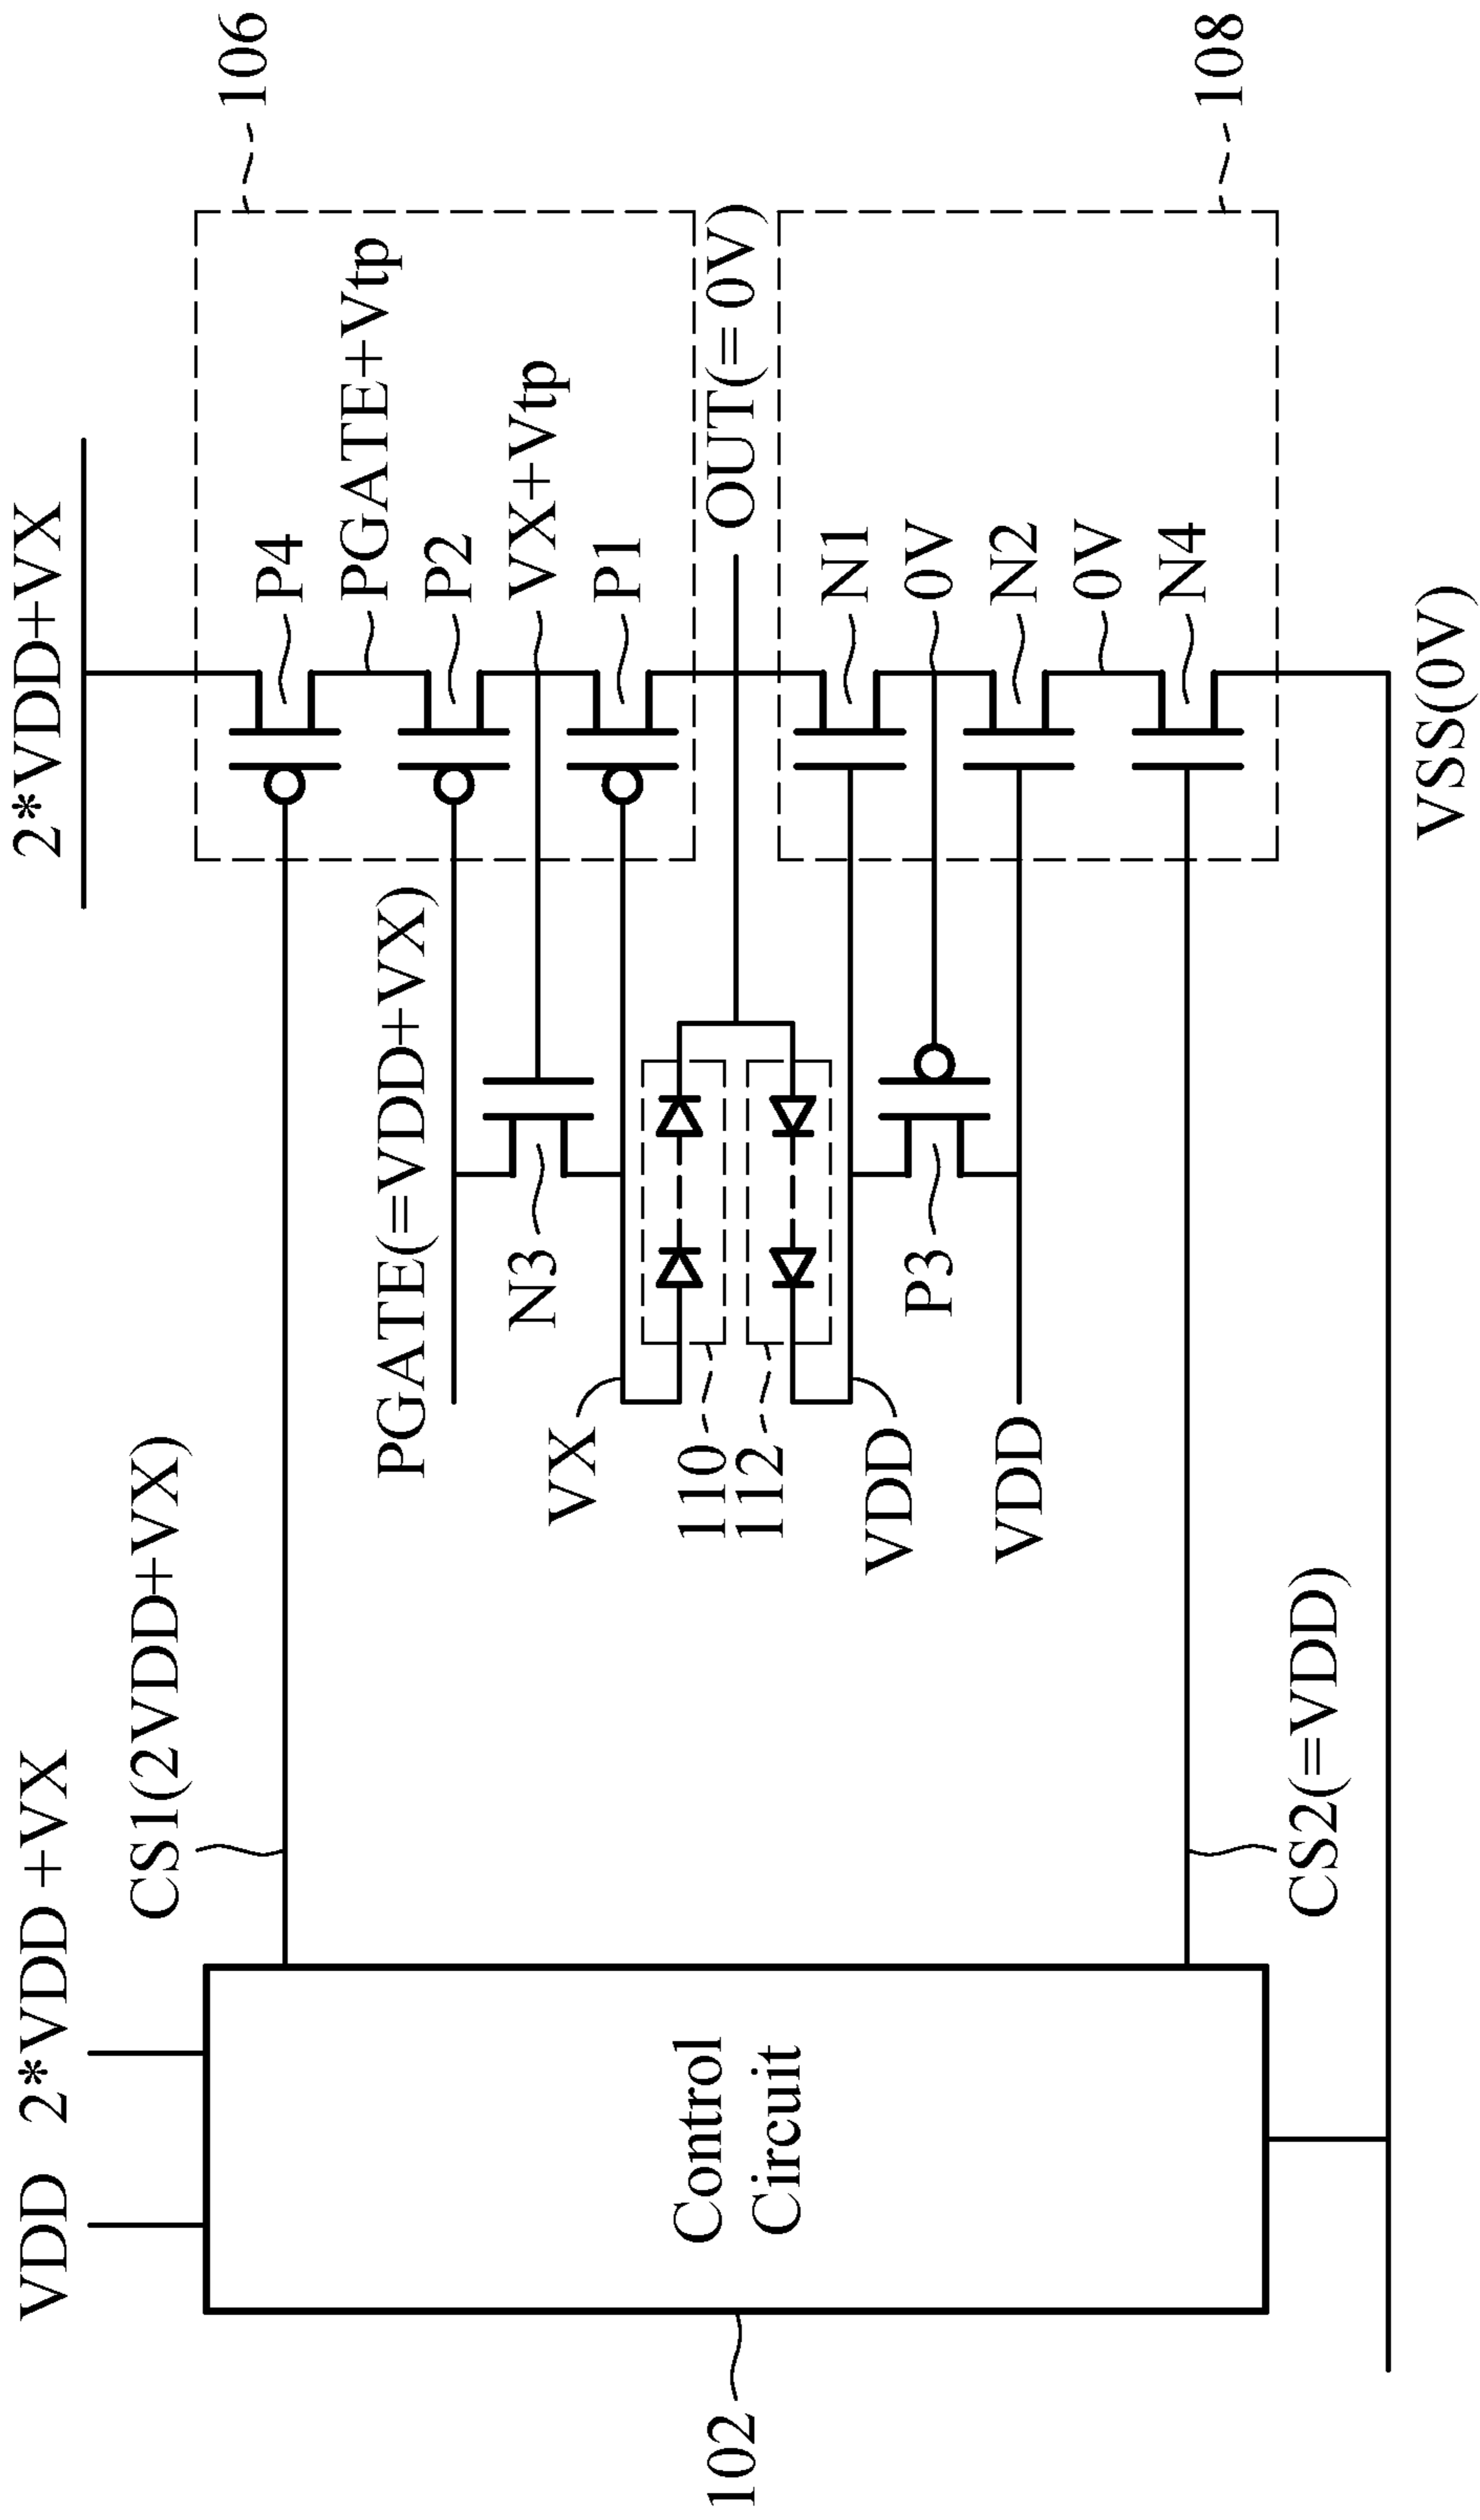 2*VDD+VX
VDD
2*VDD +VX
106
CS1(2VDD+VX)
P4
PGATE+Vtp
PGATE(=VDD+VX)
P2
VX+Vtp
N3
P1
VX
110
OUT(=0V)
102
Control
Circuit
112
N1
VDD
0V
P3
N2
VDD
0V
N4
108
CS2(=VDD)
VSS(0V)